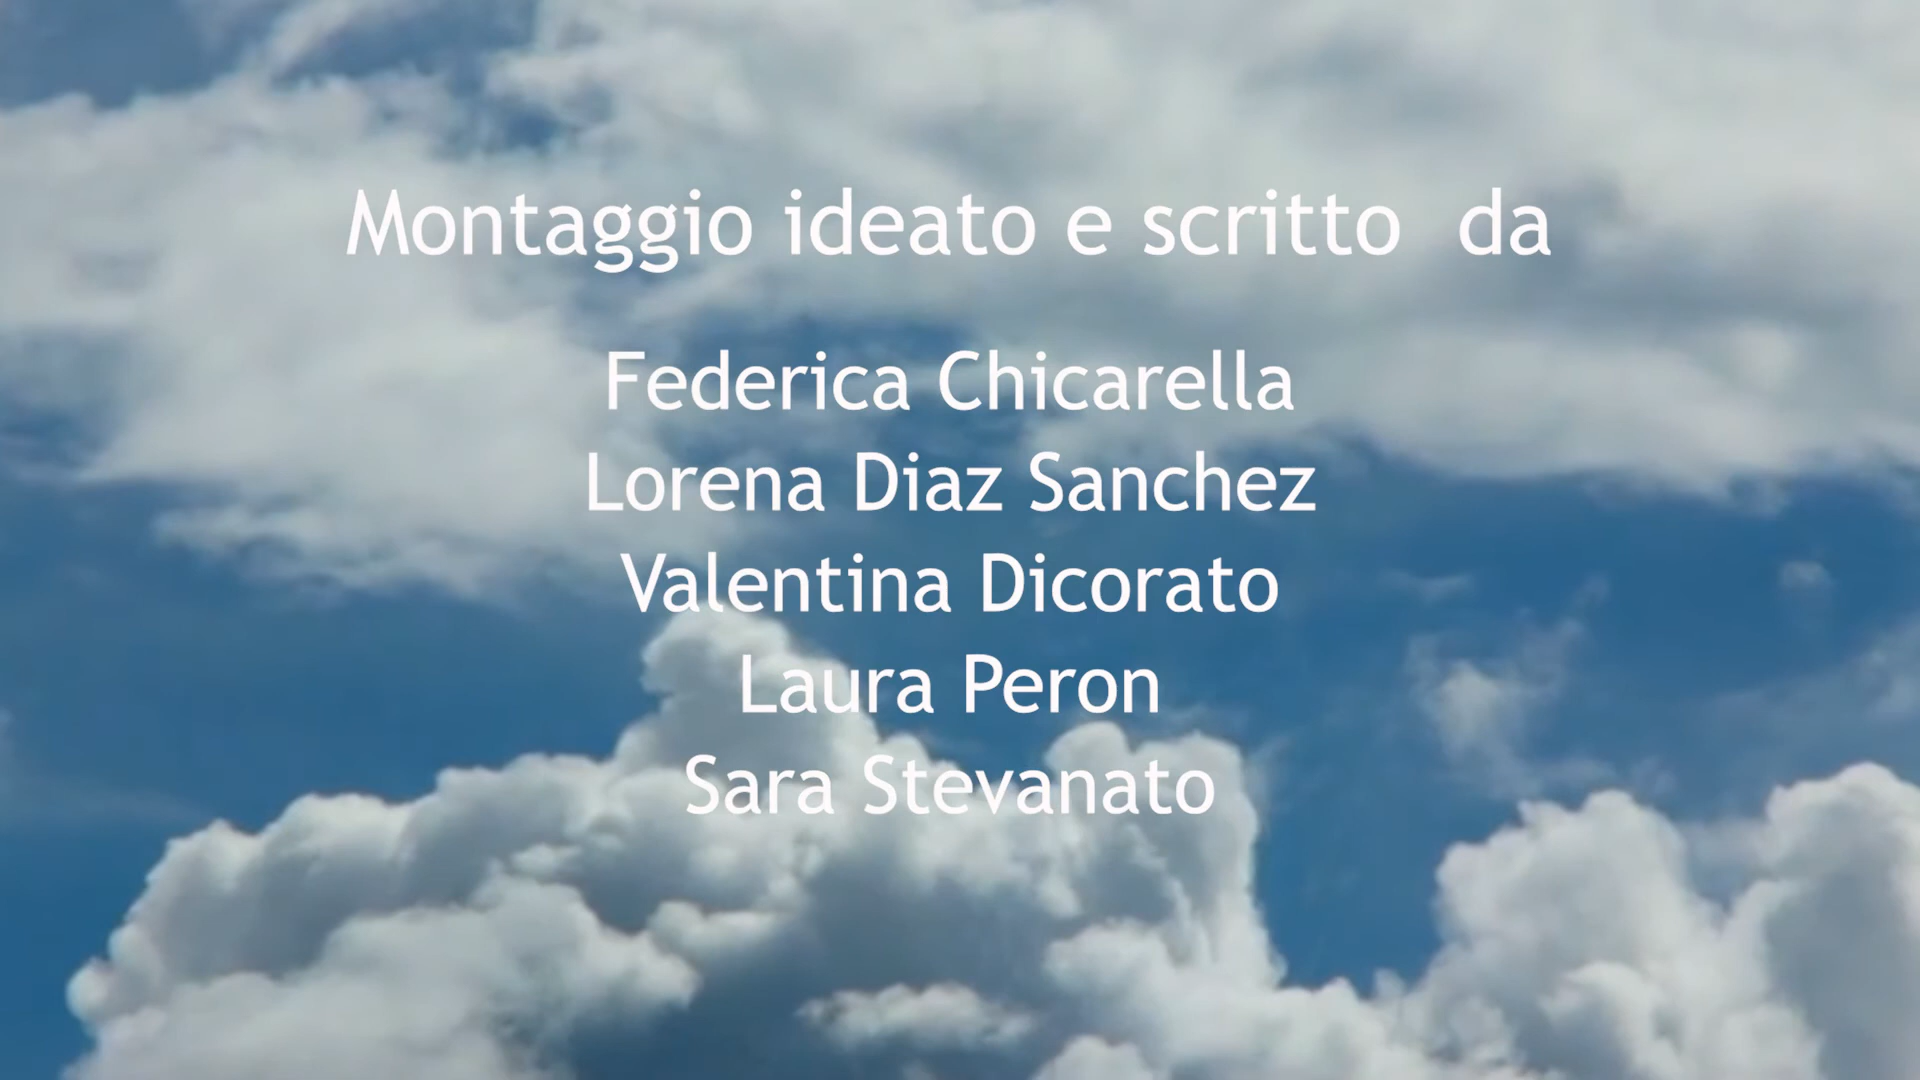 Montaggio ideato e scritto  da
Federica Chicarella
Lorena Diaz Sanchez
Valentina Dicorato
Laura Peron
Sara Stevanato